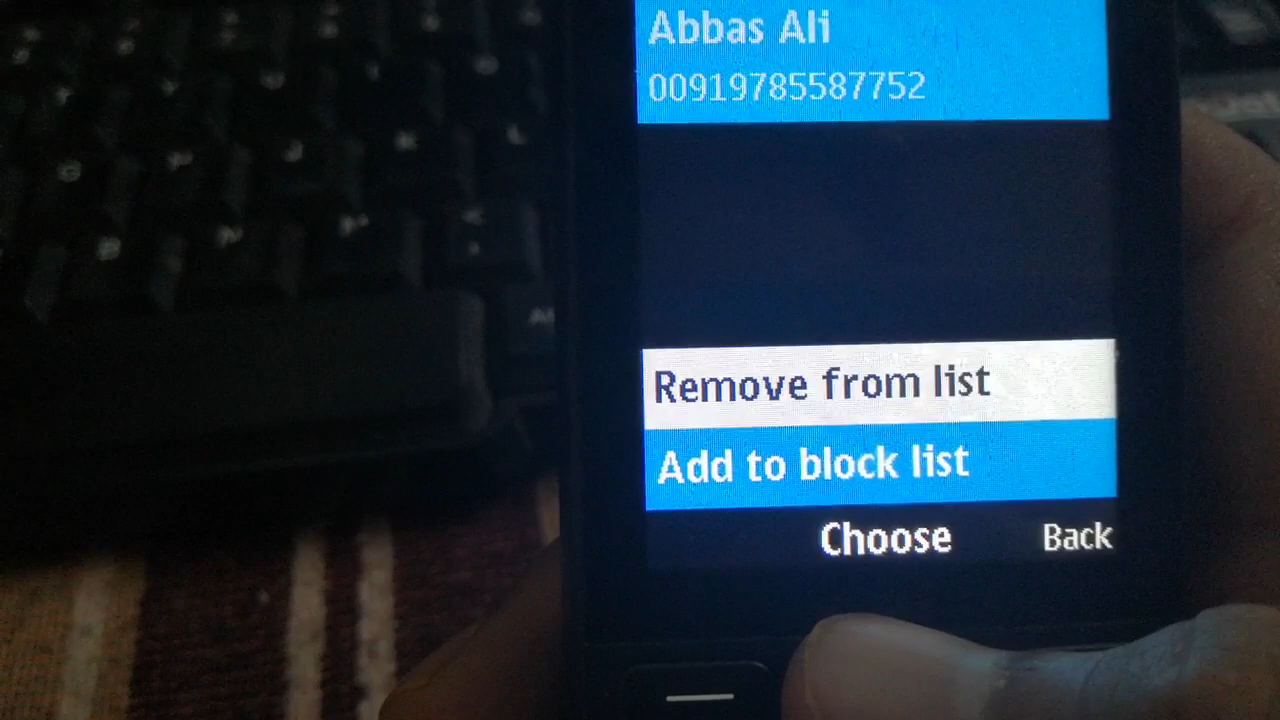 Abbas Ali
00919785587752
Remove from list
Add to block list
Choose
Back